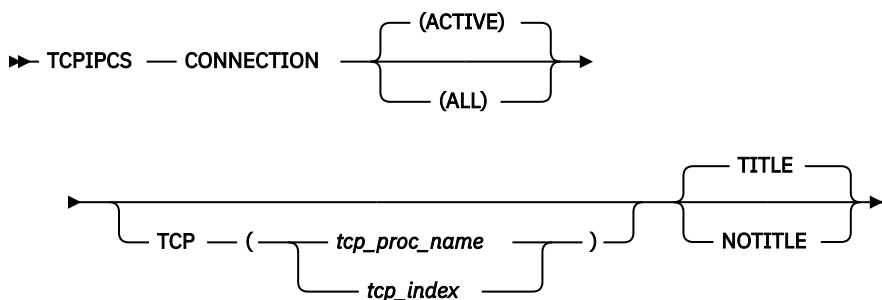 (ACTIVE)
TCPIPCS CONNECTION
(ALL)
TITLE
TCP ( tcp_proc_name ) NOTITLE
tcp_index